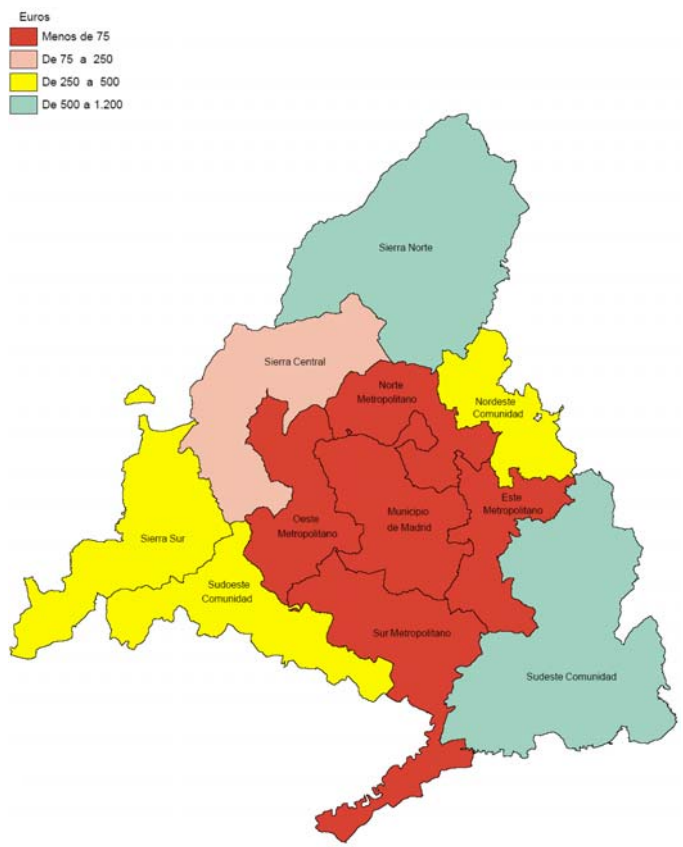 Euros
Menos de 75
De 75 a 250
De 250 a 500
De 500 a 1.200
Sierra Norte
Sierra Central
Norte
Metropolitano
Nordeste
Comunidad
Este
Metropolitano
Municipio
de Madrid
Oeste
Metropolitano
Sierra Sur
Sudoeste
Comunidad
Sur Metropolitano
Sudeste Comunidad